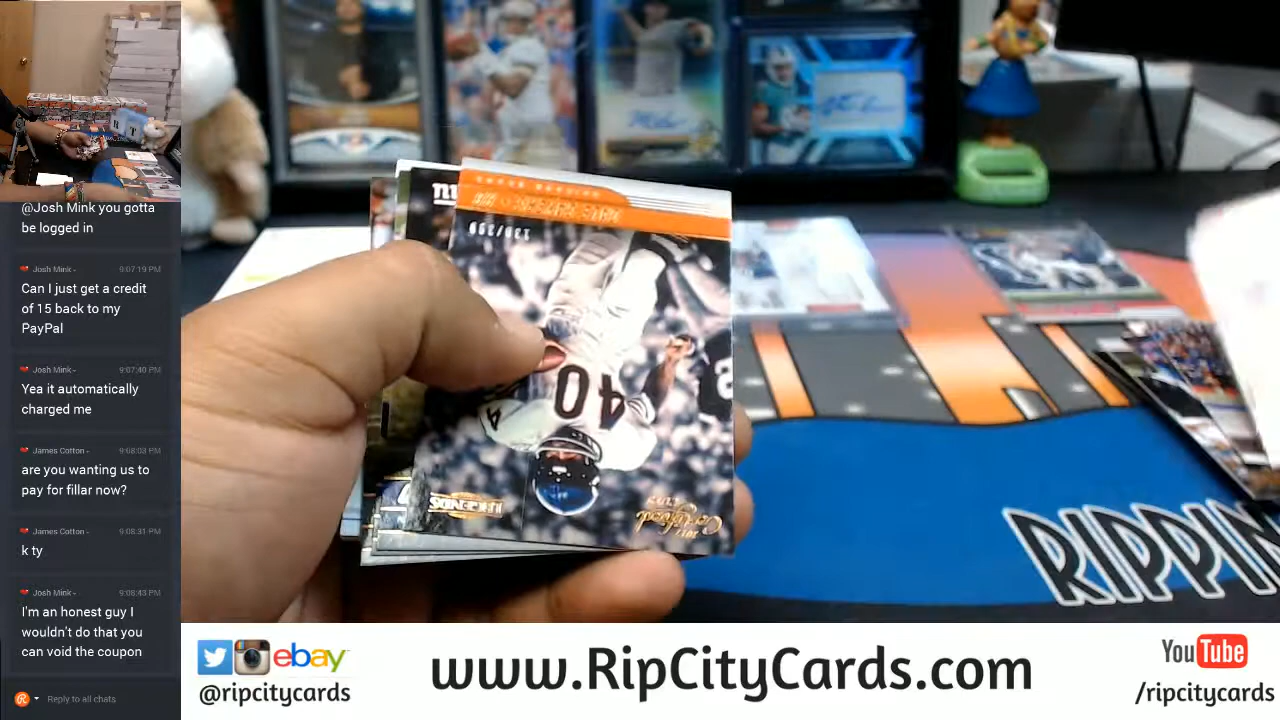 @Josh Mink you gotta
be logged in
Josh Mink - 9:07:19 PM
Can I just get a credit
of 15 back to my
PayPal
Josh Mink - 9:07:40 PM
Yea it automatically
charged me
James Cotton - 9:08:03 PM
are you wanting us to
pay for fillar now?
James Cotton - 9:08:31 PM
k ty
Josh Mink - 9:08:43 PM
I'm an honest guy I
wouldn't do that you
can void the coupon
Reply to all chats
40
LEGENDS
2017
Certified
RIPPIN
ebay
@ripcitycards
www.RipCityCards.com
YouTube
/ripcitycards